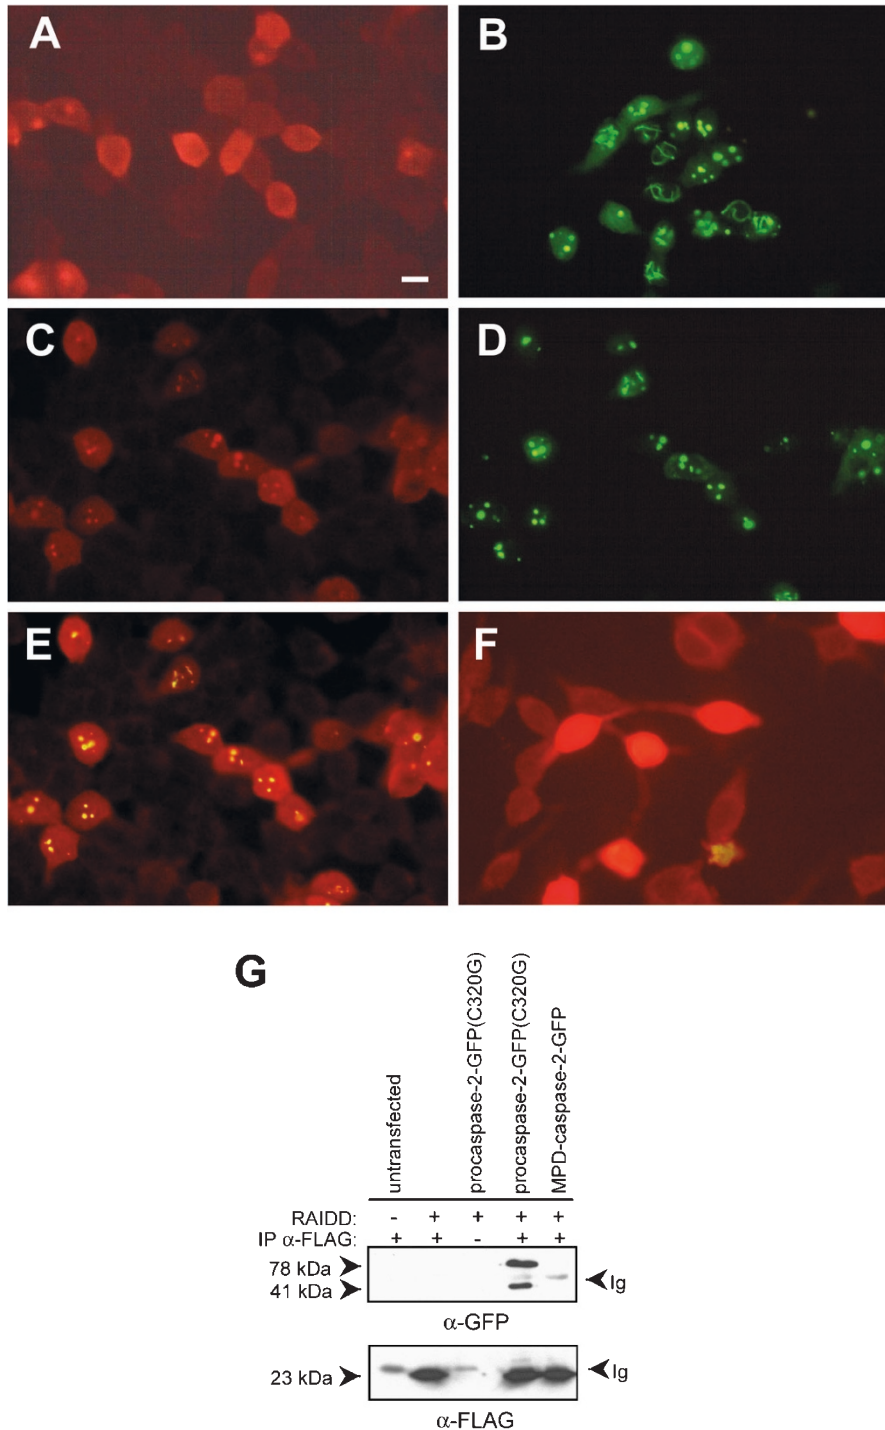 A
B
C
D
E
F
G
untransfected
procaspase-2-GFP(C320G)
procaspase-2-GFP(C320G)
MPD-caspase-2-GFP
RAIDD: - + + + +
IP α-FLAG: + + - + +
78 kDa
41 kDa
Ig
α-GFP
23 kDa
Ig
α-FLAG